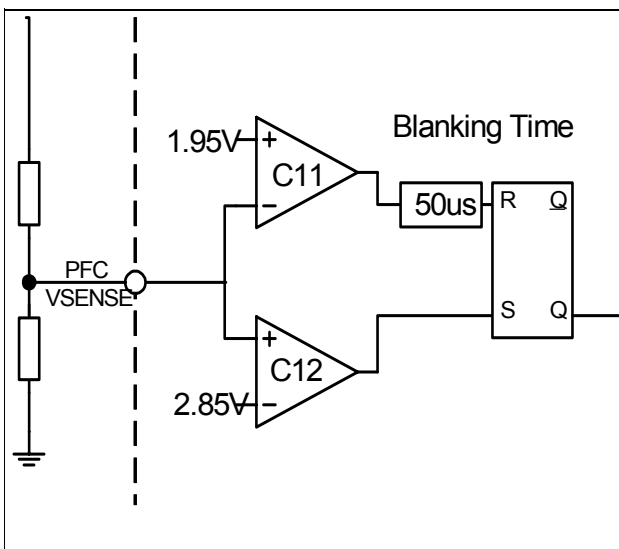 Blanking Time
1.95V
+
C11
−
50us
R
Q
PFC
VSENSE
S
Q
+
C12
2.85V
−